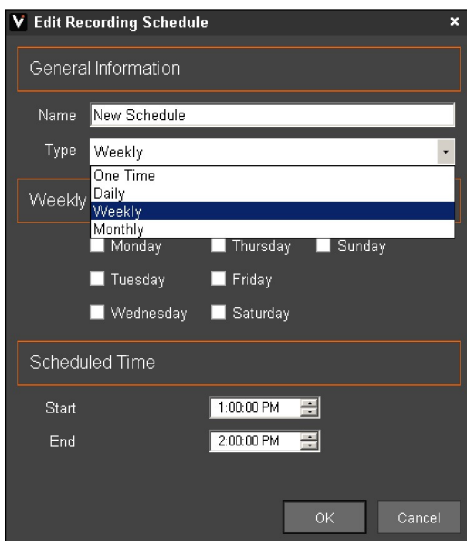 Edit Recording Schedule
General Information
Name New Schedule
Type Weekly
One Time
Daily
Weekly Weekly
Monthly
Monday Thursday Sunday
Tuesday Friday
Wednesday Saturday
Scheduled Time
Start 1:00:00 PM
End 2:00:00 PM
OK Cancel